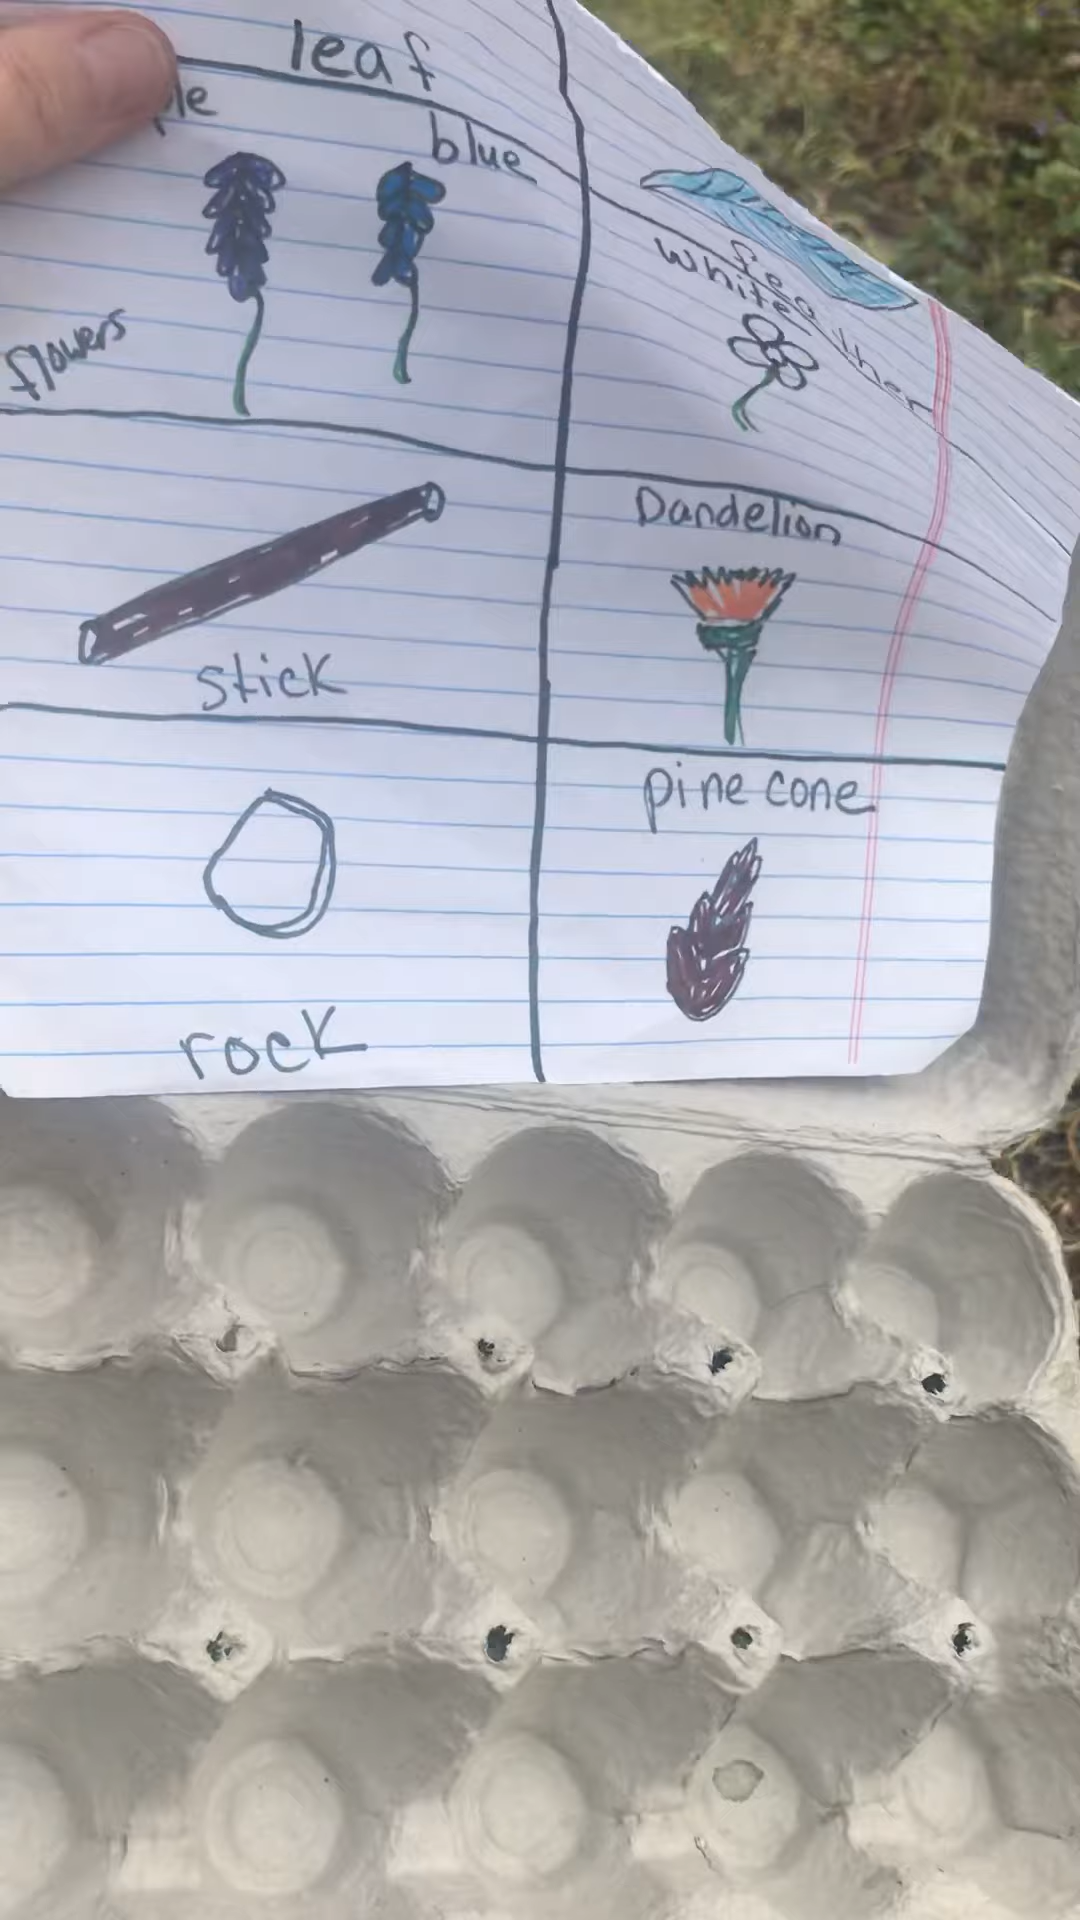 leaf
feather
blue
flowers
white
stick
Dandelion
rock
pine cone